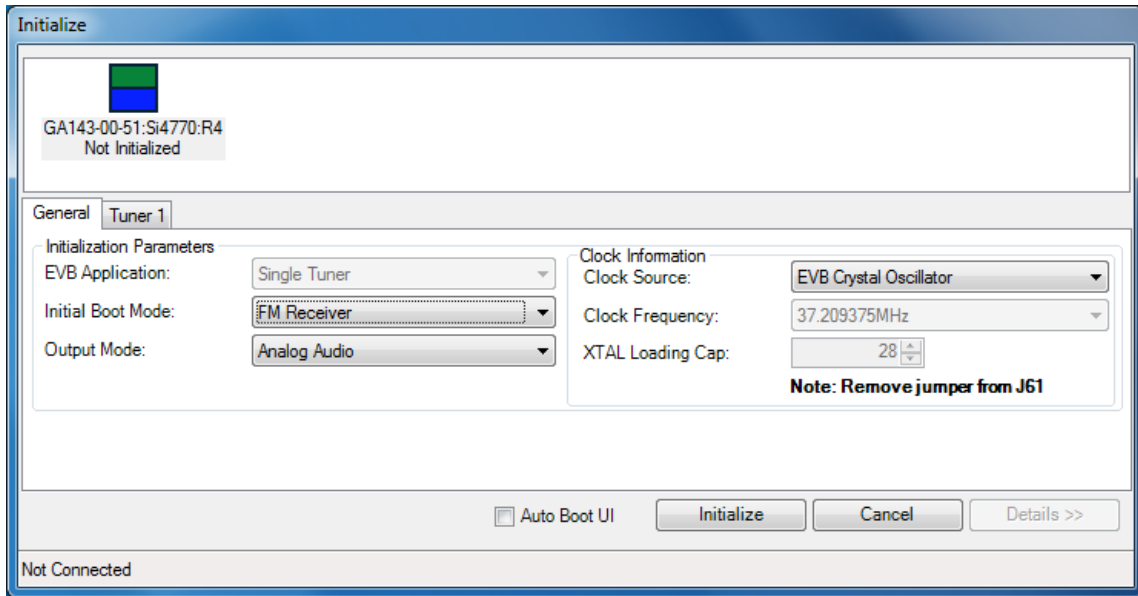 Initialize
GA143-00-51:Si4770:R4
Not Initialized
General Tuner 1
Initialization Parameters
EVB Application: Single Tuner
Initial Boot Mode: FM Receiver
Output Mode: Analog Audio
Clock Information
Clock Source: EVB Crystal Oscillator
Clock Frequency: 37.209375MHz
XTAL Loading Cap: 28
Note: Remove jumper from J61
Auto Boot UI Initialize Cancel Details >>
Not Connected